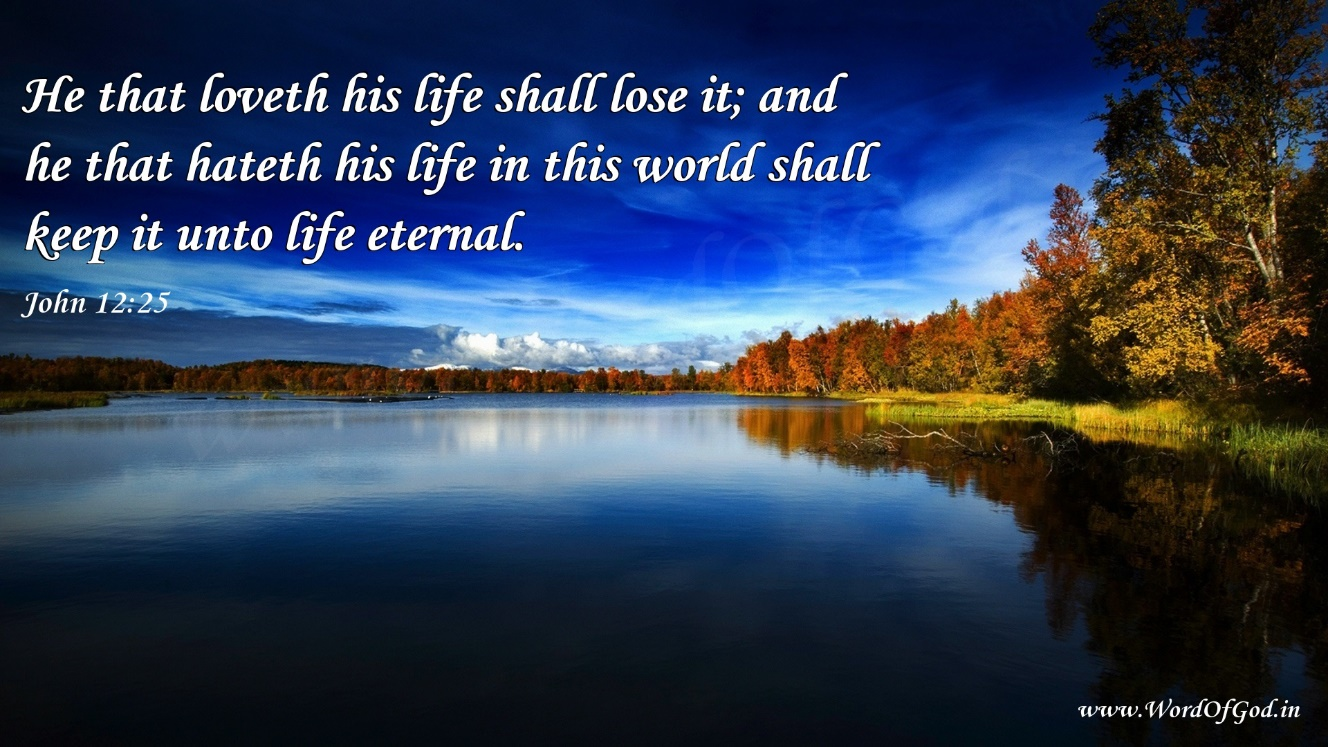 He that loveth his life shall lose it; and
he that hateth his life in this world shall
keep it unto life eternal.
John 12:25
www.WordOfGod.in